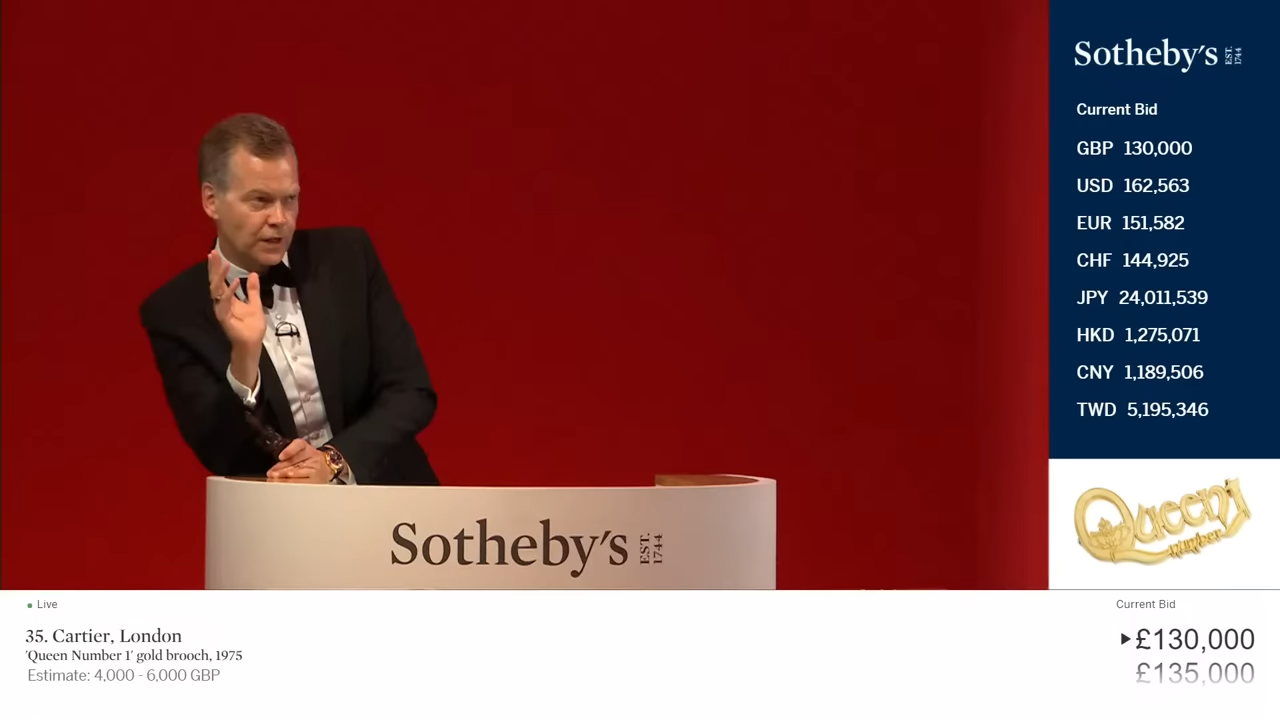 Sotheby's EST. 1744
Current Bid
GBP 130,000
USD 162,563
EUR 151,582
CHF 144,925
JPY 24,011,539
HKD 1,275,071
CNY 1,189,506
TWD 5,195,346
Queen
number 1
Sotheby's EST. 1744
Live
35. Cartier, London
'Queen Number 1' gold brooch, 1975
Estimate: 4,000 - 6,000 GBP
Current Bid
£130,000
£135,000